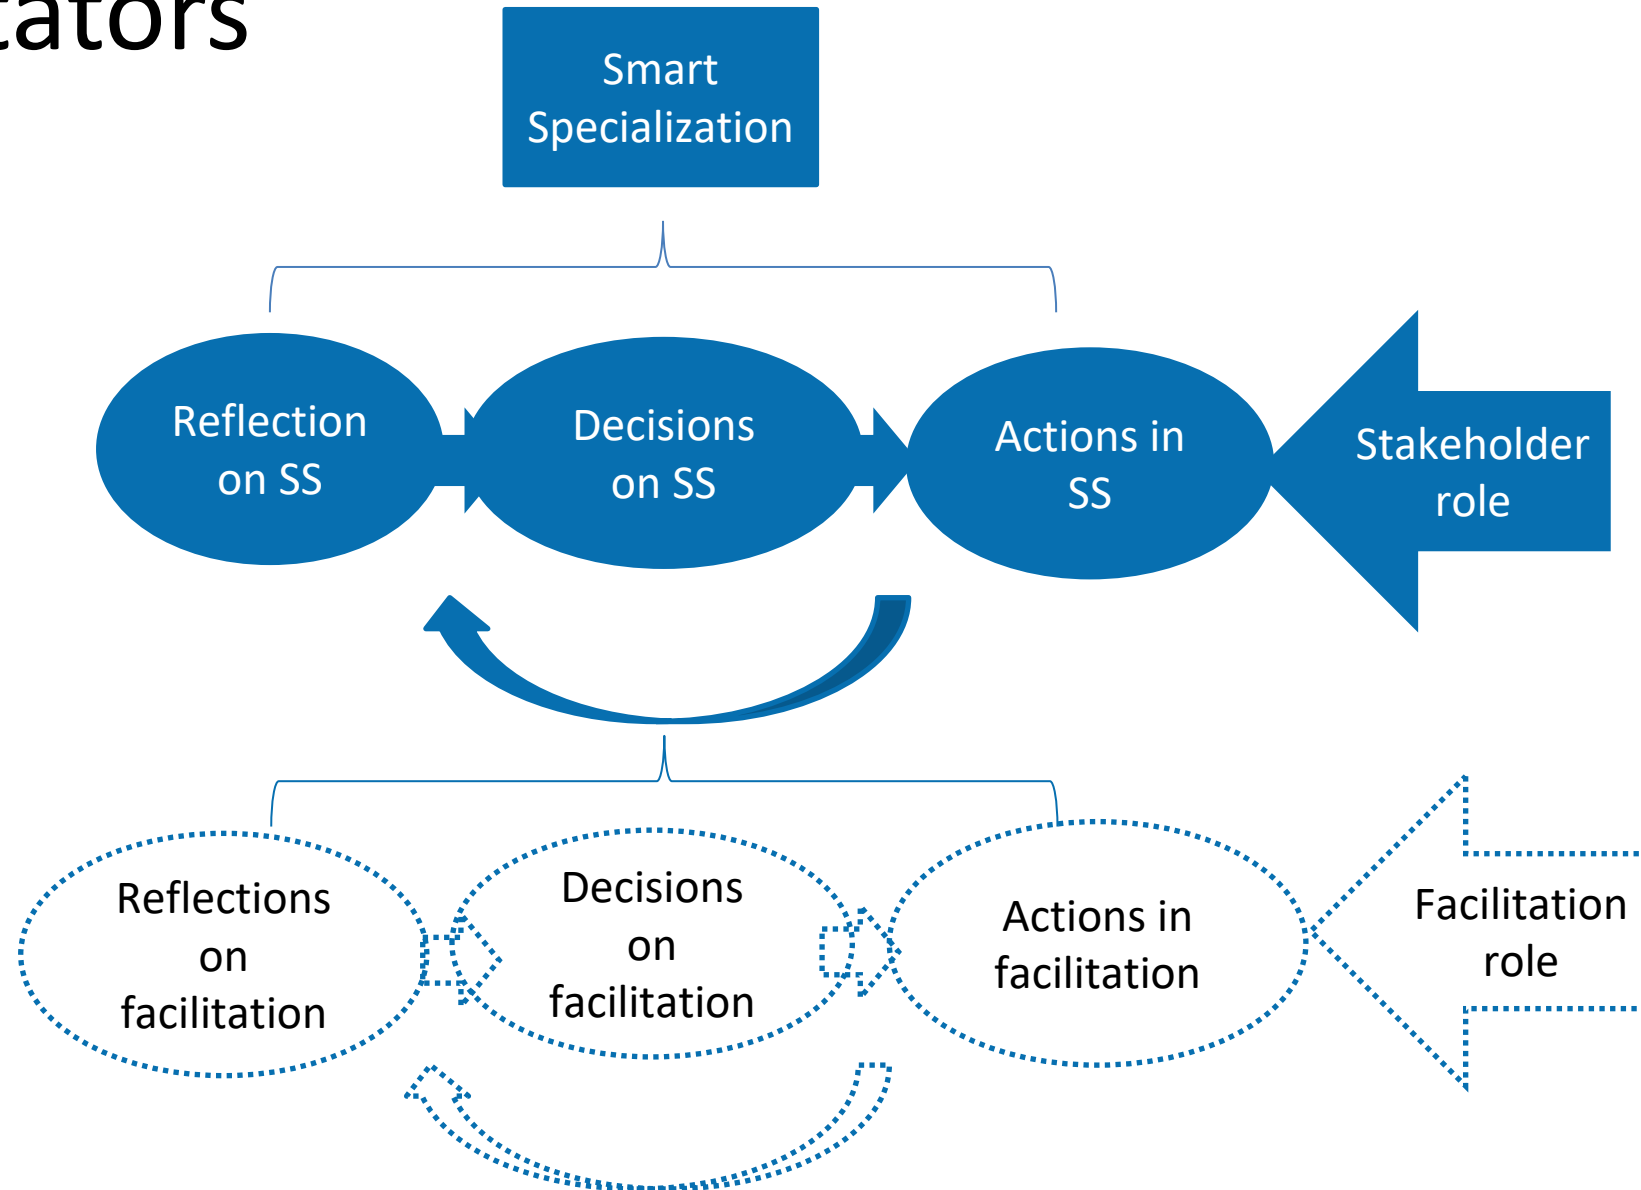 Smart
Specialization
Reflection
on SS
Decisions
on SS
Actions in
SS
Stakeholder
role
Reflections
on
facilitation
Decisions
on
facilitation
Actions in
facilitation
Facilitation
role